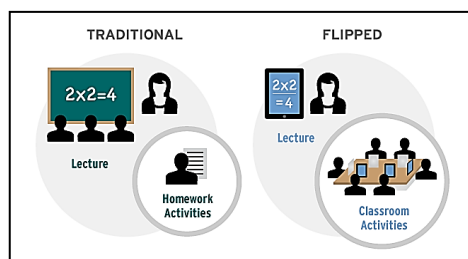 TRADITIONAL
2x2=4
Lecture
Homework
Activities
FLIPPED
2x2
=4
Lecture
Classroom
Activities